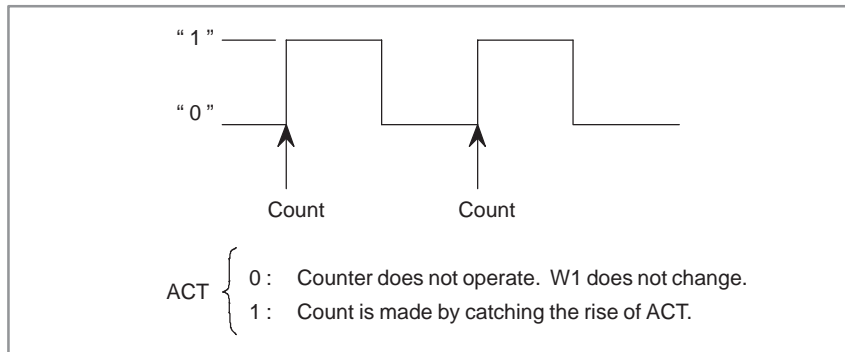 “ 1 ”
“ 0 ”
Count Count
ACT
0 : Counter does not operate. W1 does not change.
1 : Count is made by catching the rise of ACT.